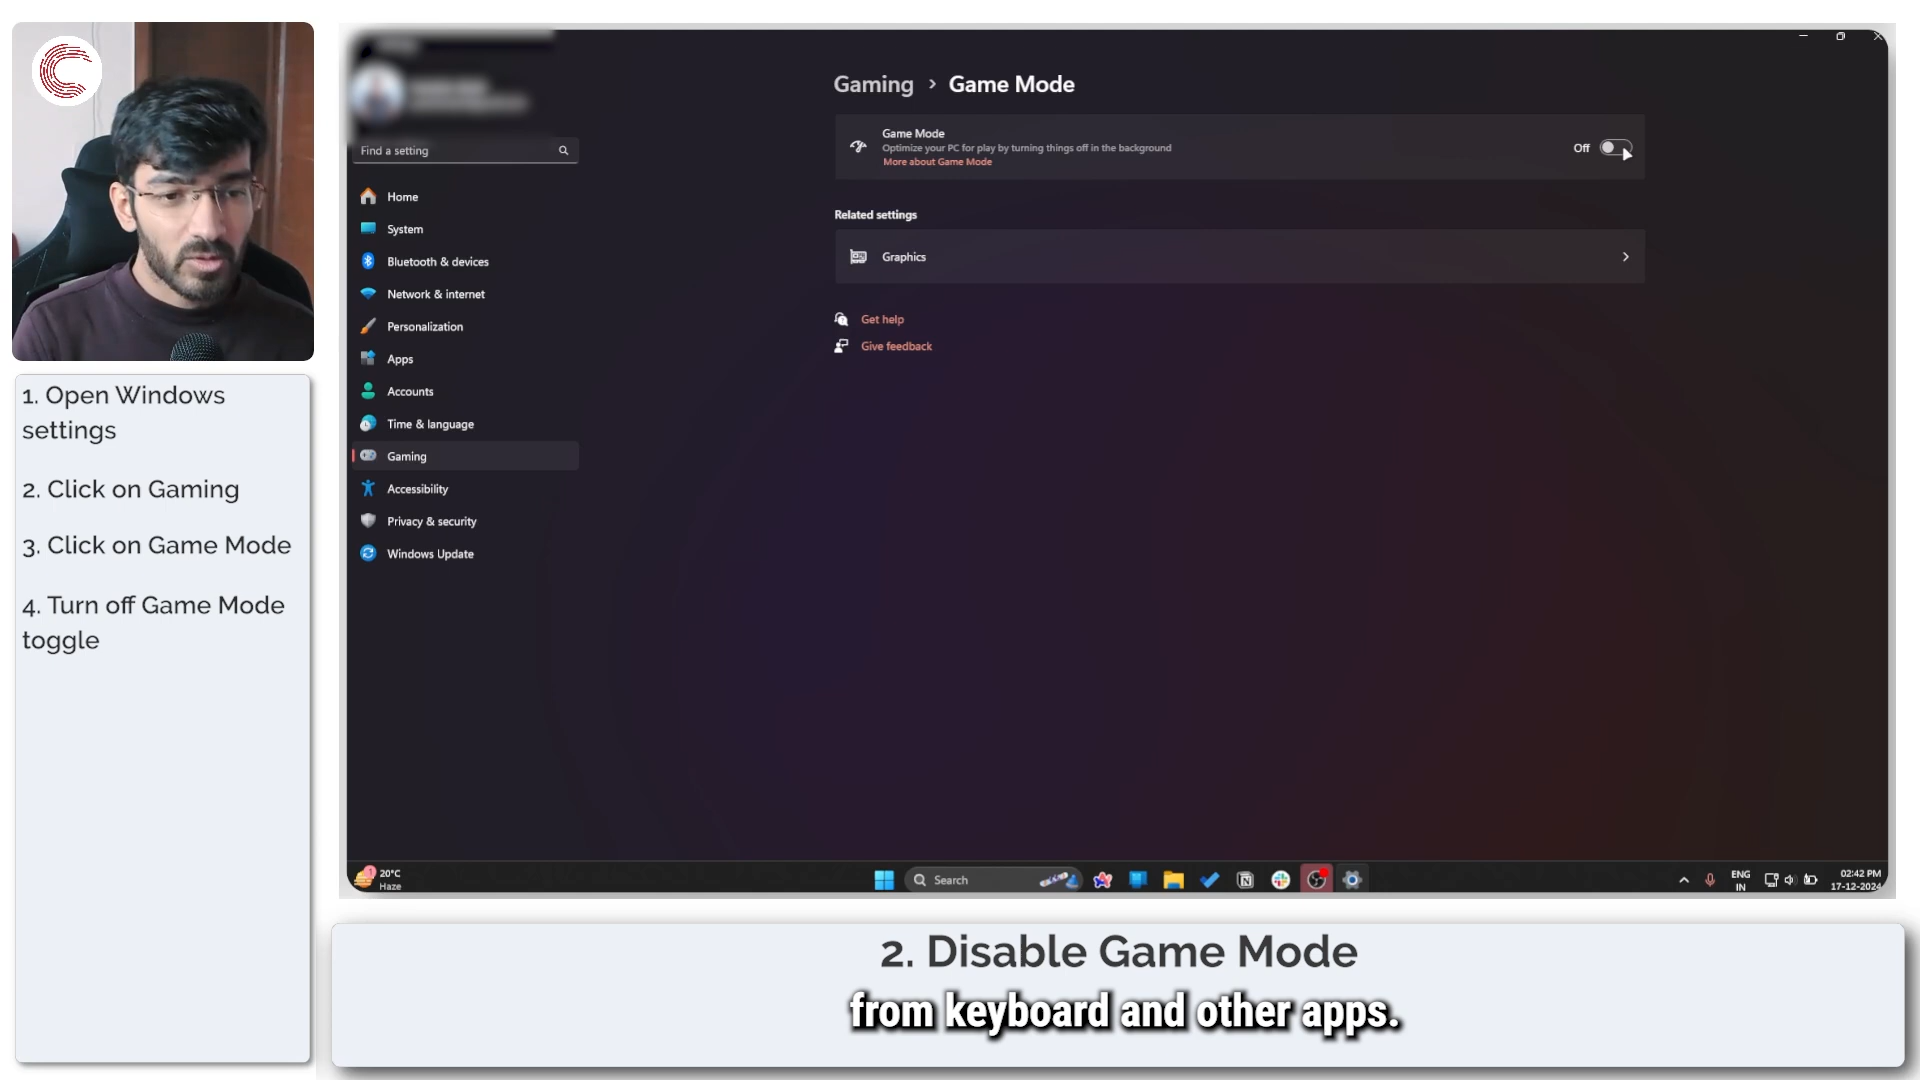 1. Open Windows
settings
2. Click on Gaming
3. Click on Game Mode
4. Turn off Game Mode
toggle
Find a setting
Home
System
Bluetooth & devices
Network & internet
Personalization
Apps
Accounts
Time & language
Gaming
Accessibility
Privacy & security
Windows Update
Gaming > Game Mode
Game Mode
Optimize your PC for play by turning things off in the background
More about Game Mode
Off
Related settings
Graphics
Get help
Give feedback
1
20°C
Haze
Search
ENG
IN
02:42 PM
17-12-2024
2. Disable Game Mode
from keyboard and other apps.